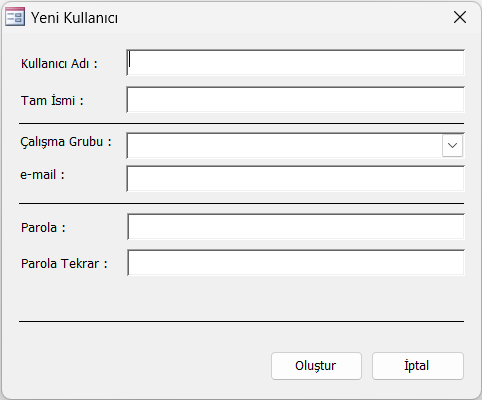 Yeni Kullanıcı
Kullanıcı Adı :
Tam İsmi :
Çalışma Grubu :
e-mail :
Parola :
Parola Tekrar :
Oluştur İptal